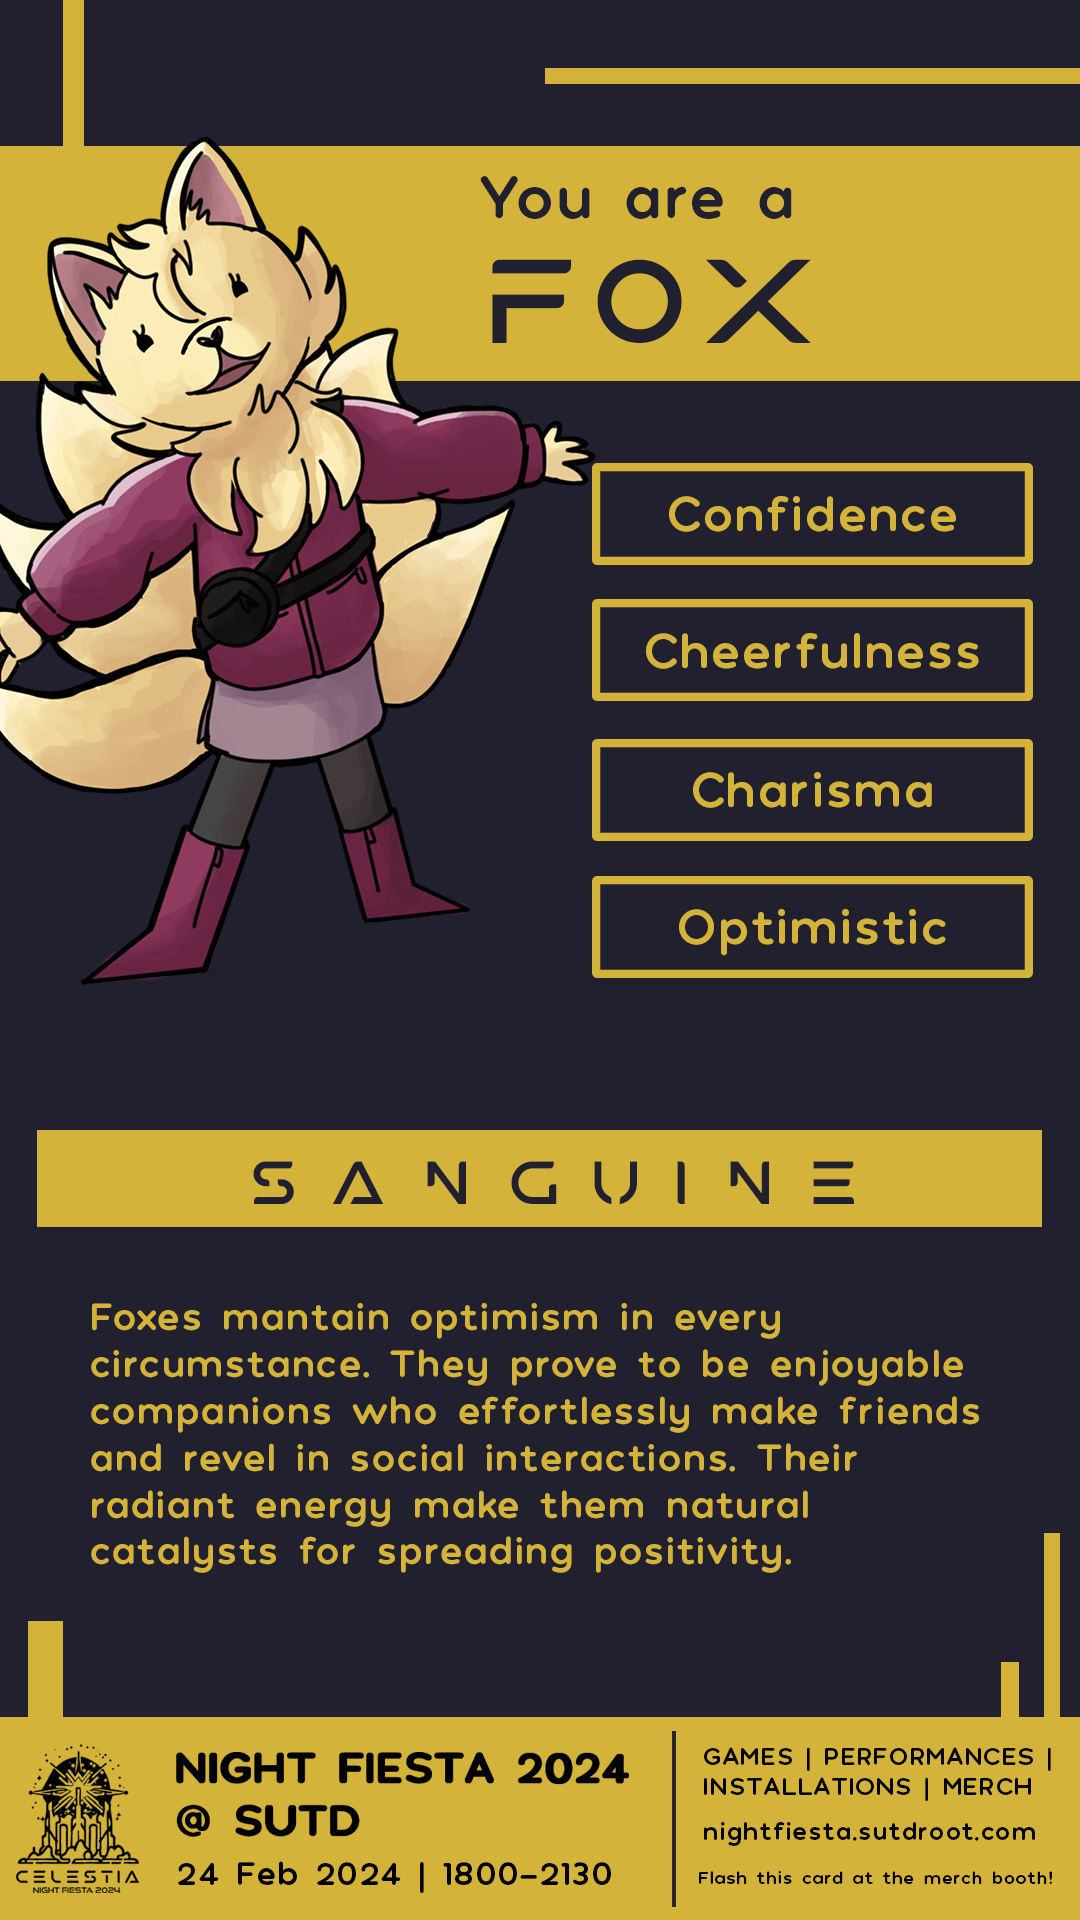 You are a
FOX
Confidence
Cheerfulness
Charisma
Optimistic
SANGUINE
Foxes mantain optimism in every
circumstance. They prove to be enjoyable
companions who effortlessly make friends
and revel in social interactions. Their
radiant energy make them natural
catalysts for spreading positivity.
CELESTIA
NIGHT FIESTA 2024
NIGHT FIESTA 2024
@ SUTD
24 Feb 2024 | 1800-2130
GAMES | PERFORMANCES |
INSTALLATIONS | MERCH
nightfiesta.sutdroot.com
Flash this card at the merch booth!